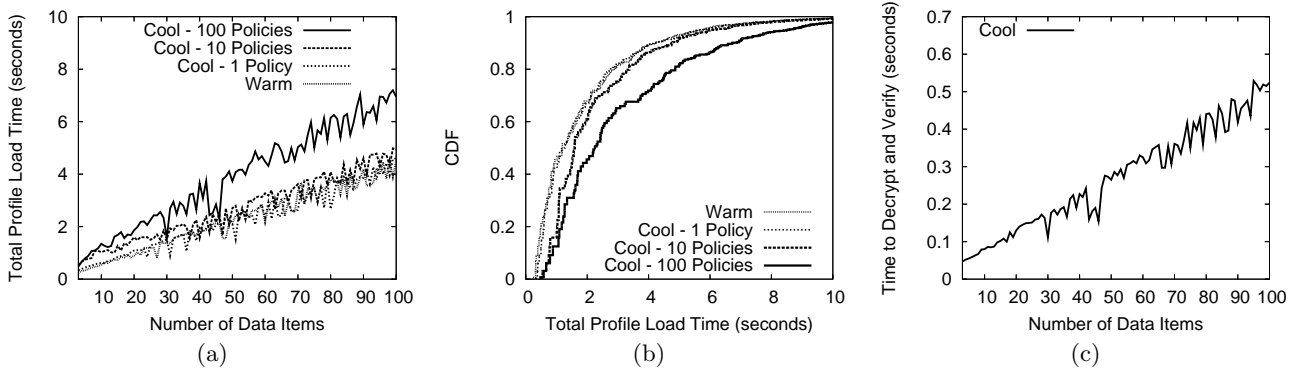 Total Profile Load Time (seconds)
10
8
6
4
2
0
Cool - 100 Policies
Cool - 10 Policies
Cool - 1 Policy
Warm
10 20 30 40 50 60 70 80 90 100
Number of Data Items
(a)
CDF
1
0.8
0.6
0.4
0.2
0
Warm
Cool - 1 Policy
Cool - 10 Policies
Cool - 100 Policies
0 2 4 6 8 10
Total Profile Load Time (seconds)
(b)
Time to Decrypt and Verify (seconds)
0.7
0.6
0.5
0.4
0.3
0.2
0.1
0
Cool
10 20 30 40 50 60 70 80 90 100
Number of Data Items
(c)